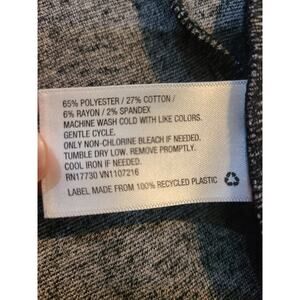 65% POLYESTER / 27% COTTON /
6% RAYON / 2% SPANDEX
MACHINE WASH COLD WITH LIKE COLORS.
GENTLE CYCLE.
ONLY NON-CHLORINE BLEACH IF NEEDED.
TUMBLE DRY LOW. REMOVE PROMPTLY.
COOL IRON IF NEEDED.
RN17730 VN1107216
LABEL MADE FROM 100% RECYCLED PLASTIC